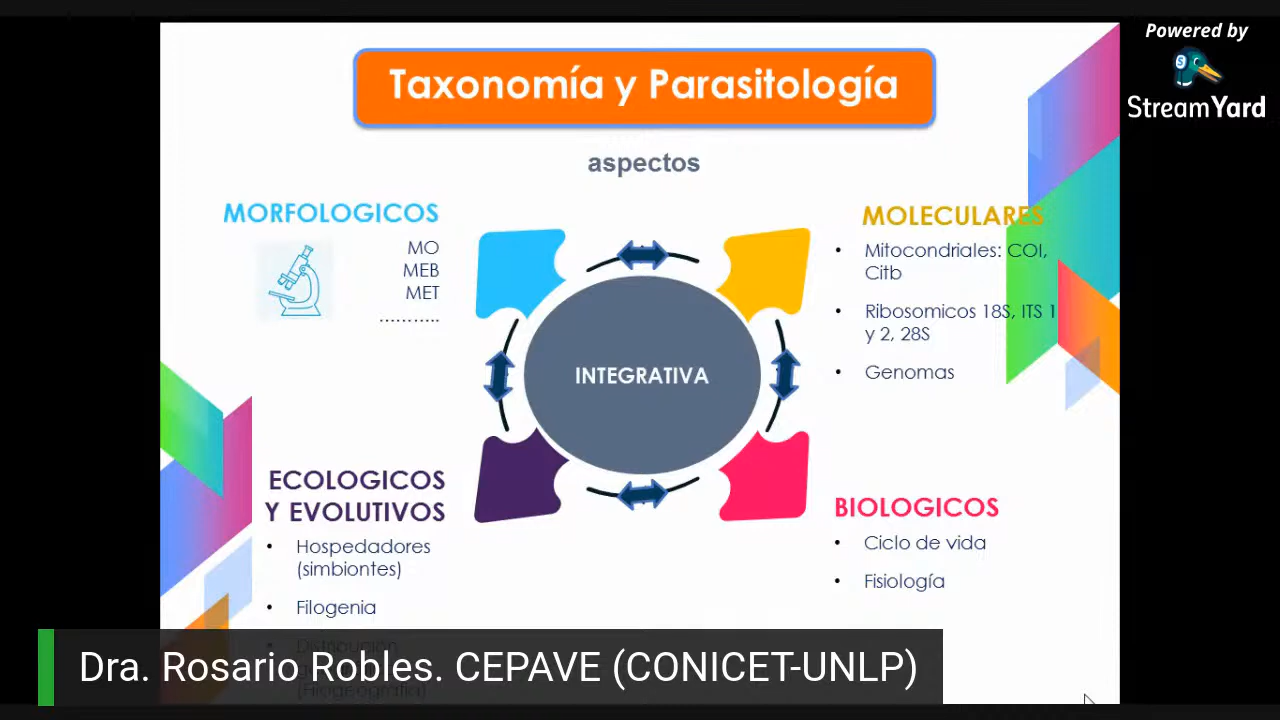 Powered by
StreamYard
Taxonomía y Parasitología
aspectos
MORFOLOGICOS
MO
MEB
MET
...........
MOLECULARES
• Mitocondriales: COI,
Citb
• Ribosomicos 18S, ITS 1
y 2, 28S
• Genomas
INTEGRATIVA
ECOLOGICOS
Y EVOLUTIVOS
• Hospedadores
(simbiontes)
• Filogenia
Distribución
(Filogeografía)
BIOLOGICOS
• Ciclo de vida
• Fisiología
Dra. Rosario Robles. CEPAVE (CONICET-UNLP)